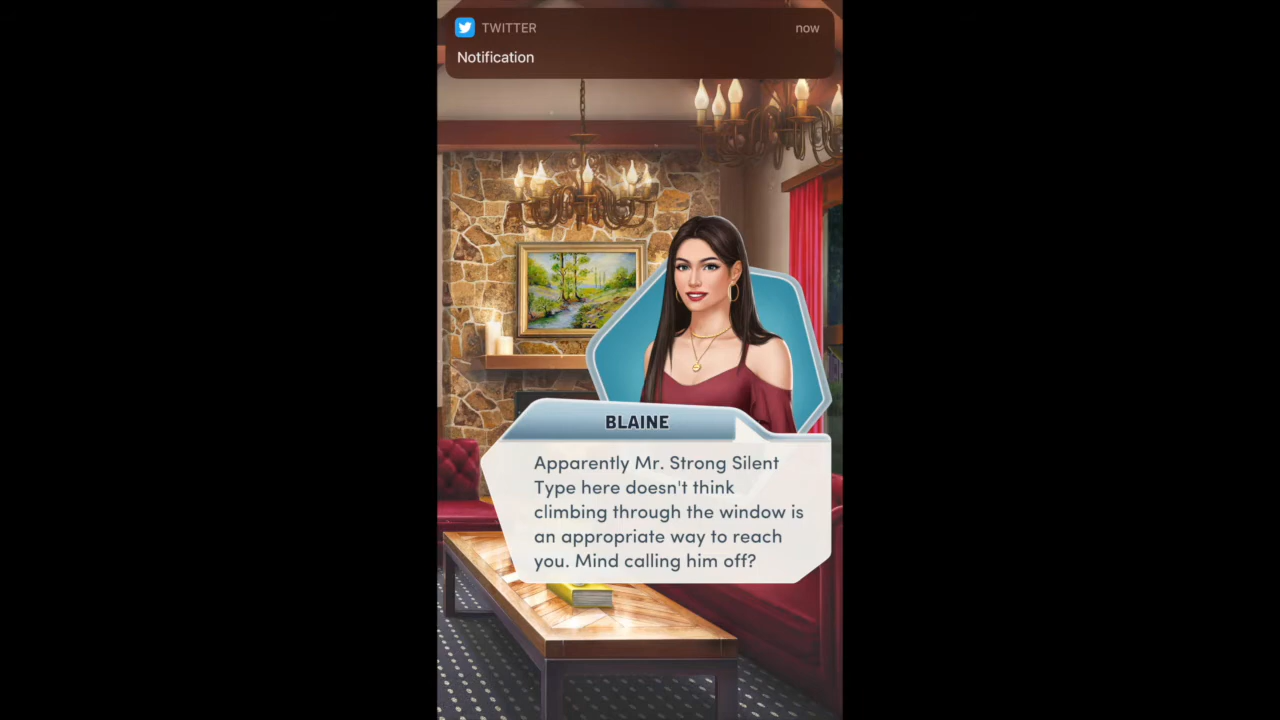 TWITTER
now
Notification
BLAINE
Apparently Mr. Strong Silent
Type here doesn't think
climbing through the window is
an appropriate way to reach
you. Mind calling him off?